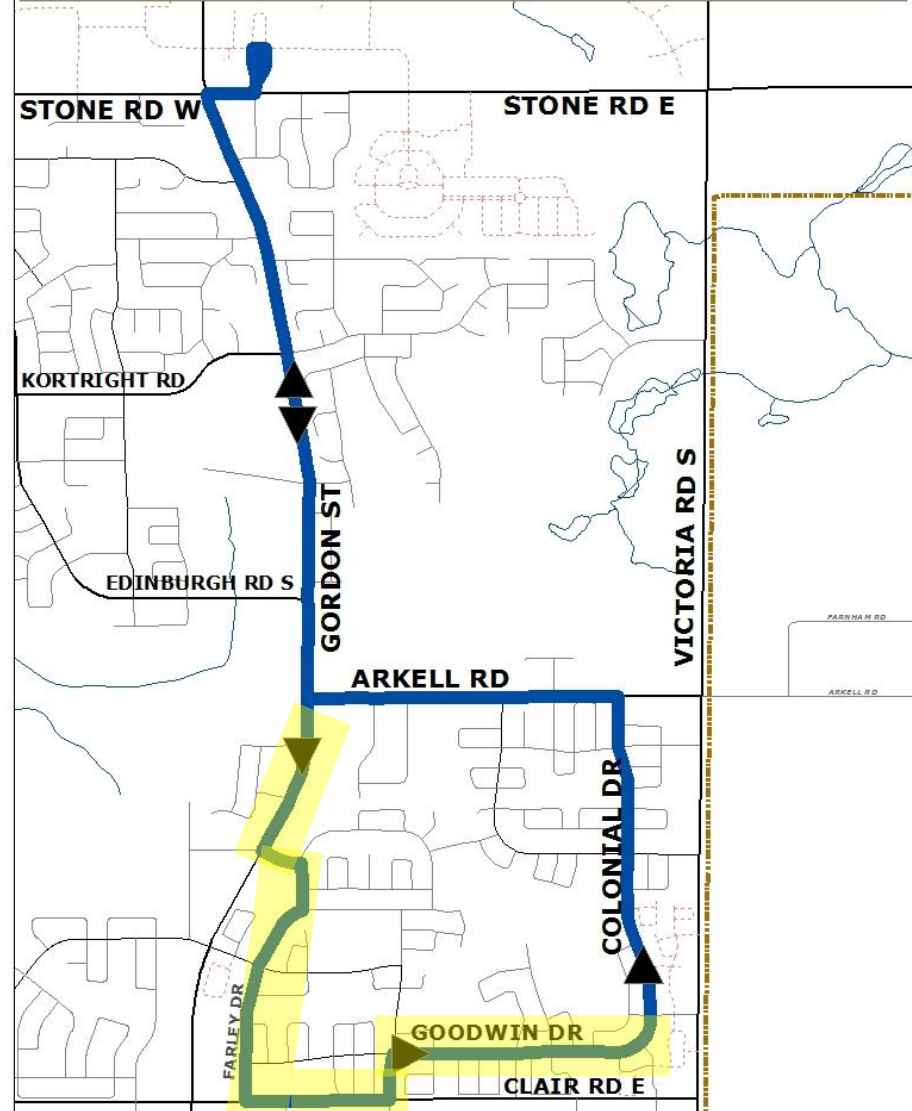 STONE RD W
STONE RD E
KORTRIGHT RD
VICTORIA RD S
GORDON ST
EDINBURGH RD S
FARNHAM RD
ARKELL RD
ARKELL RD
COLONIAL DR
FARLEY DR
GOODWIN DR
CLAIR RD E